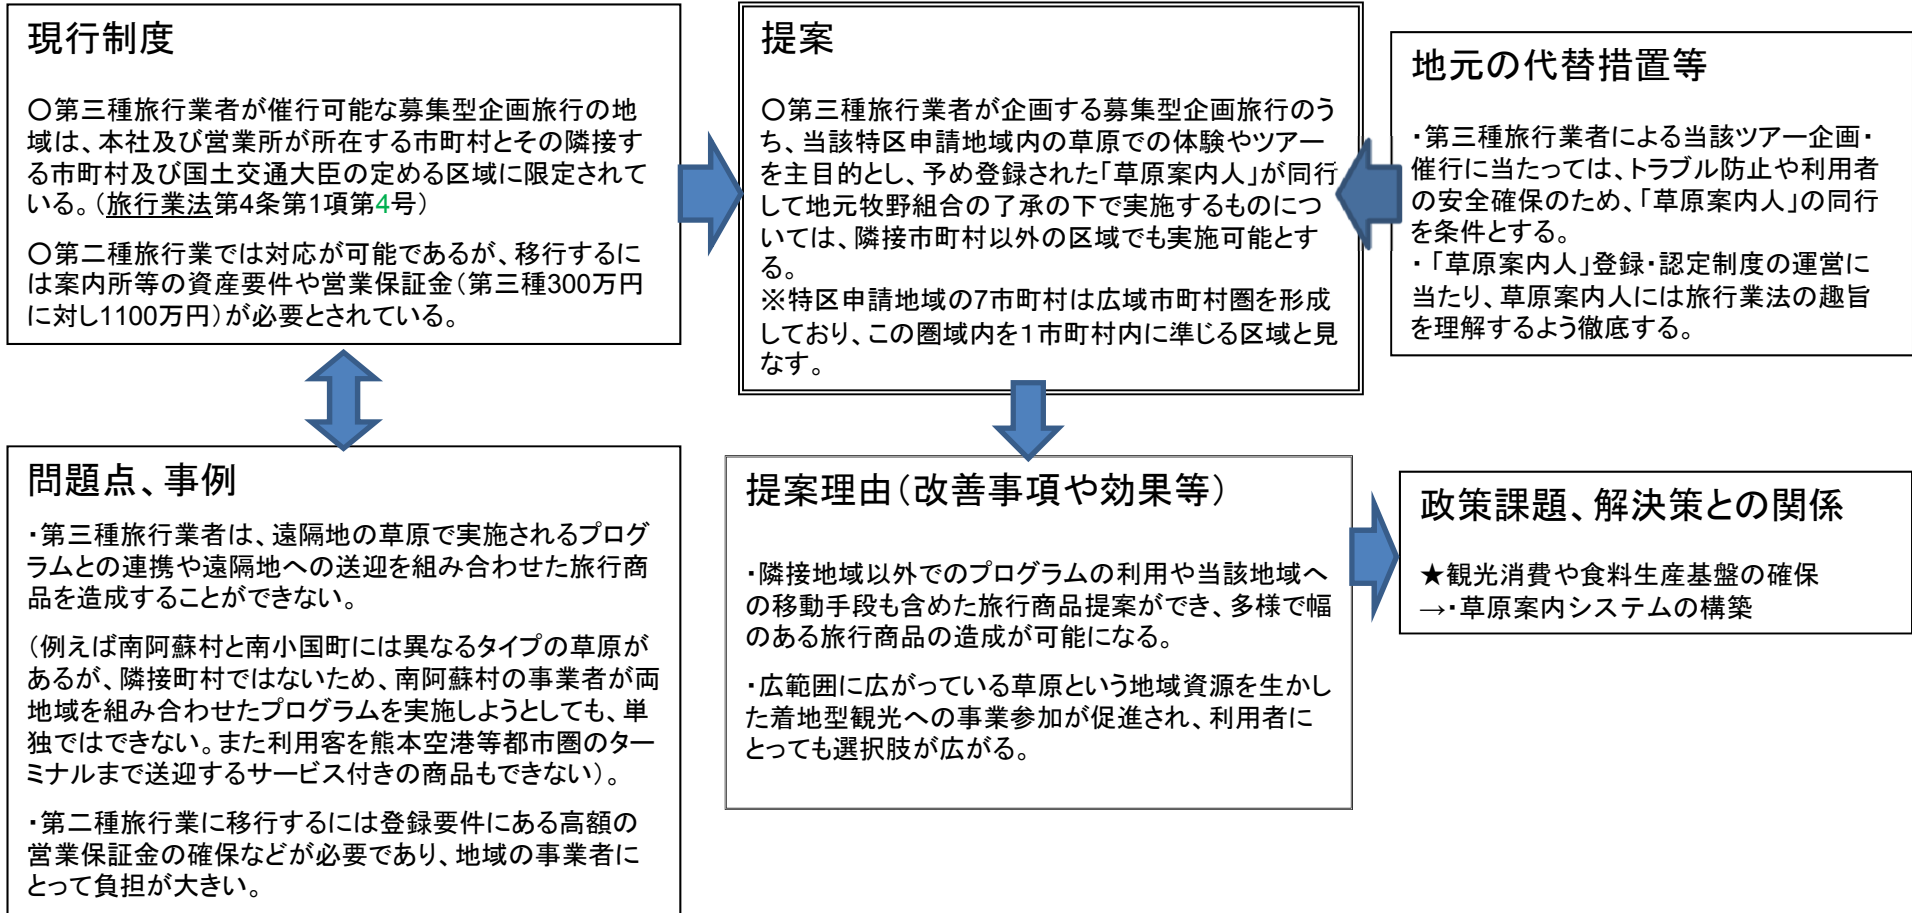 現行制度
〇第三種旅行業者が催行可能な募集型企画旅行の地
域は、本社及び営業所が所在する市町村とその隣接す
る市町村及び国土交通大臣の定める区域に限定されて
いる。（旅行業法第4条第1項第4号）
〇第二種旅行業では対応が可能であるが、移行するに
は案内所等の資産要件や営業保証金（第三種300万円
に対し1100万円）が必要とされている。
提案
〇第三種旅行業者が企画する募集型企画旅行のう
ち、当該特区申請地域内の草原での体験やツアー
を主目的とし、予め登録された「草原案内人」が同行
して地元牧野組合の了承の下で実施するものにつ
いては、隣接市町村以外の区域でも実施可能とす
る。
※特区申請地域の7市町村は広域市町村圏を形成
しており、この圏域内を1市町村内に準じる区域と見
なす。
地元の代替措置等
・第三種旅行業者による当該ツアー企画・
催行に当たっては、トラブル防止や利用者
の安全確保のため、「草原案内人」の同行
を条件とする。
・「草原案内人」登録・認定制度の運営に
当たり、草原案内人には旅行業法の趣旨
を理解するよう徹底する。
問題点、事例
・第三種旅行業者は、遠隔地の草原で実施されるプログ
ラムとの連携や遠隔地への送迎を組み合わせた旅行商
品を造成することができない。
（例えば南阿蘇村と南小国町には異なるタイプの草原が
あるが、隣接町村ではないため、南阿蘇村の事業者が両
地域を組み合わせたプログラムを実施しようとしても、単
独ではできない。また利用客を熊本空港等都市圏のター
ミナルまで送迎するサービス付きの商品もできない）。
・第二種旅行業に移行するには登録要件にある高額の
営業保証金の確保などが必要であり、地域の事業者に
とって負担が大きい。
提案理由（改善事項や効果等）
・隣接地域以外でのプログラムの利用や当該地域へ
の移動手段も含めた旅行商品提案ができ、多様で幅
のある旅行商品の造成が可能になる。
・広範囲に広がっている草原という地域資源を生かし
た着地型観光への事業参加が促進され、利用者に
とっても選択肢が広がる。
政策課題、解決策との関係
★観光消費や食料生産基盤の確保
→・草原案内システムの構築